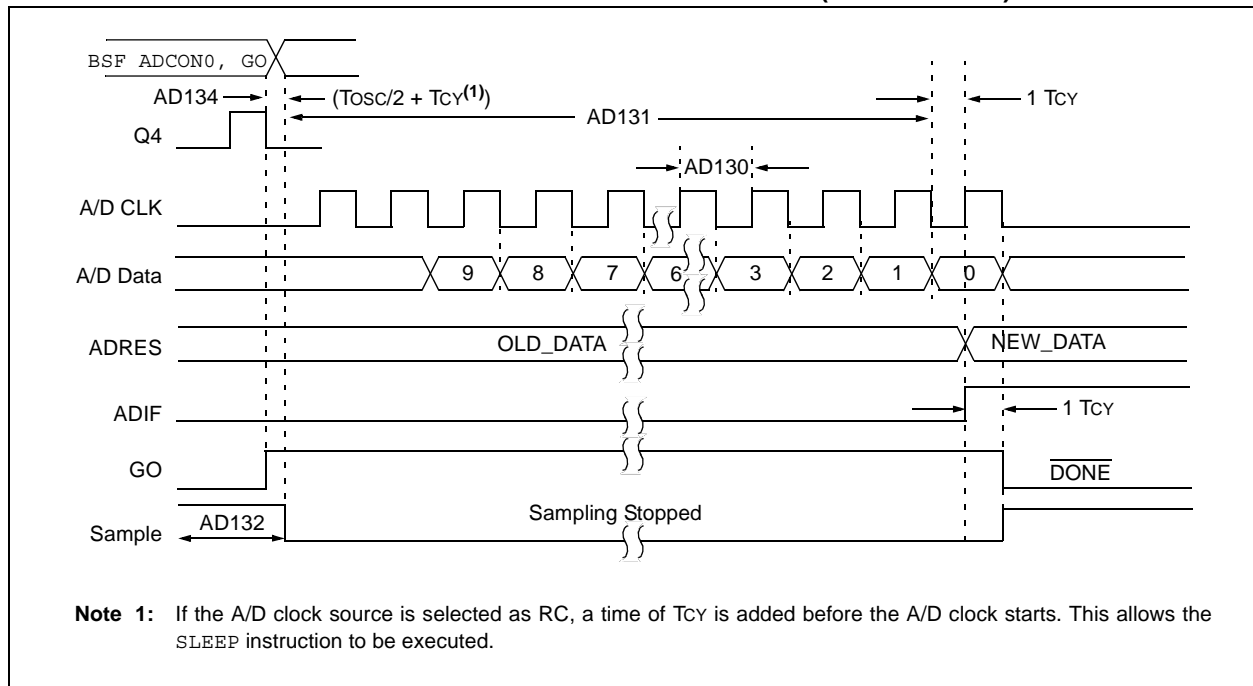 BSF ADCON0, GO
AD134
(TOSC/2 + TCY(1))
1 TCY
AD131
Q4
AD130
A/D CLK
A/D Data
9
8
7
6
3
2
1
0
ADRES
OLD_DATA
NEW_DATA
ADIF
1 TCY
GO
DONE
Sample
AD132
Sampling Stopped
Note 1: If the A/D clock source is selected as RC, a time of TCY is added before the A/D clock starts. This allows the
SLEEP instruction to be executed.